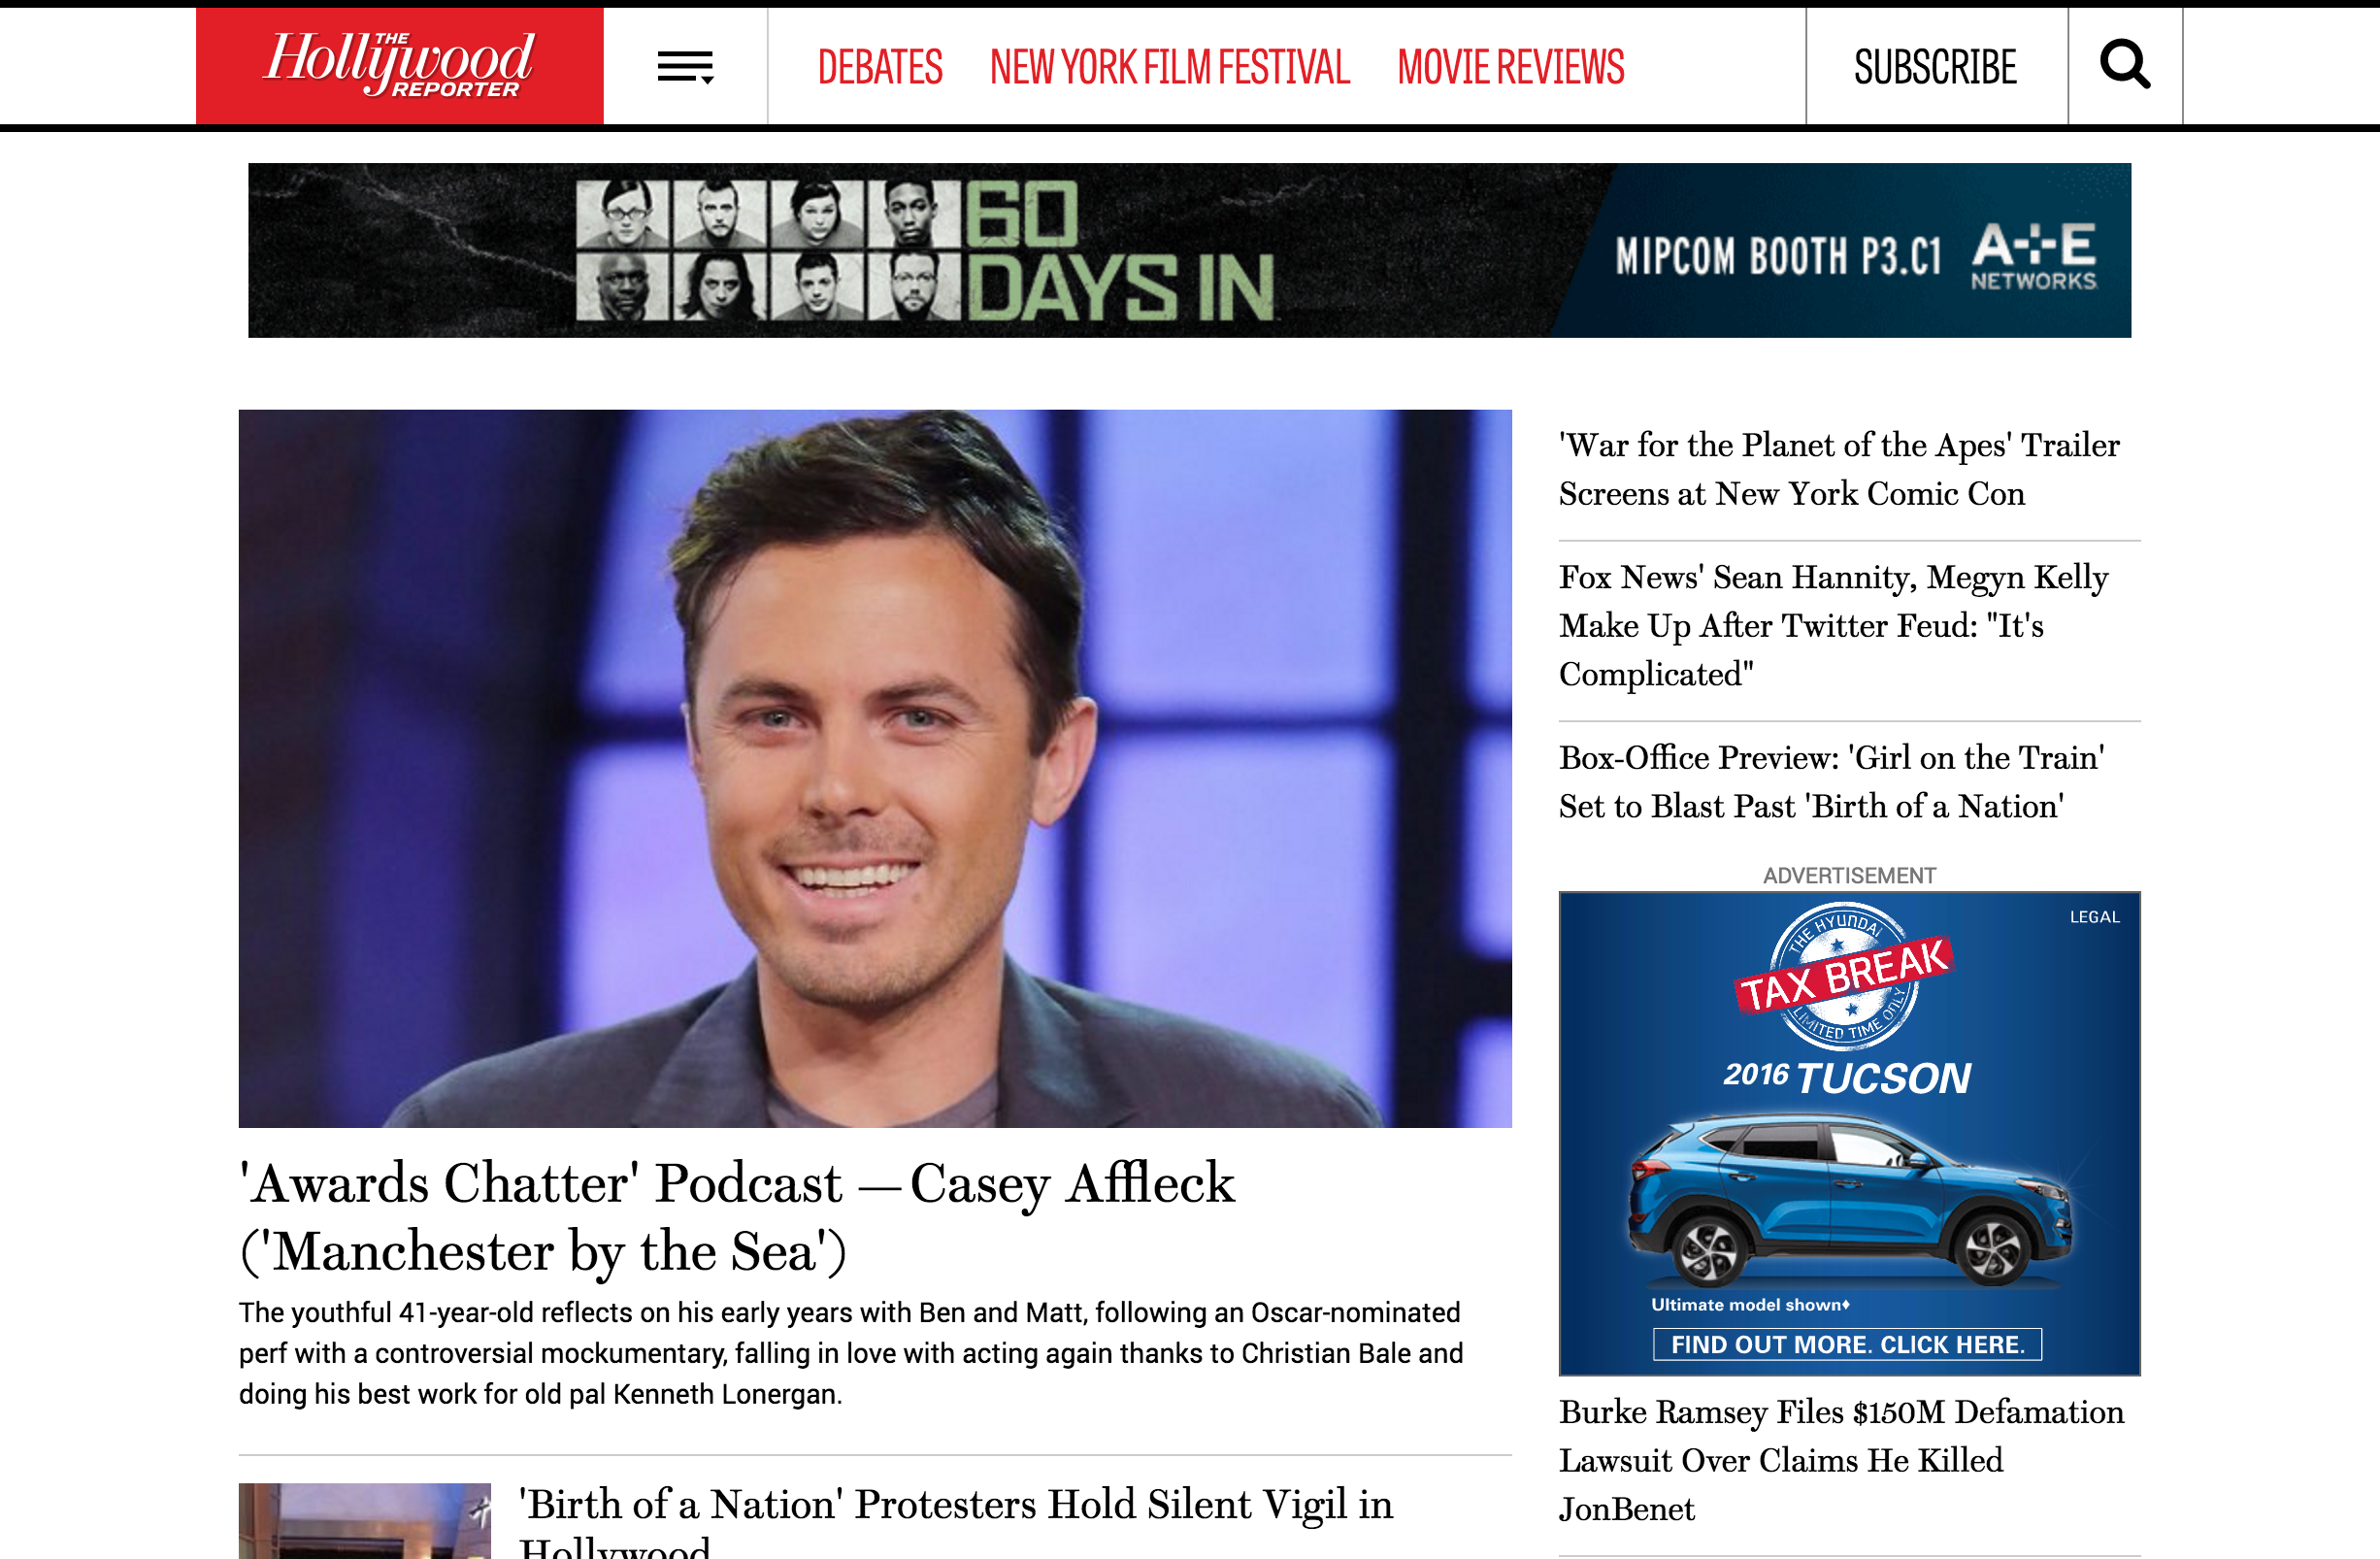 THE
Hollywood
REPORTER
DEBATES
NEW YORK FILM FESTIVAL
MOVIE REVIEWS
SUBSCRIBE
60
DAYS IN
MIPCOM BOOTH P3.C1
A+E
NETWORKS
'Awards Chatter' Podcast — Casey Affleck
('Manchester by the Sea')
The youthful 41-year-old reflects on his early years with Ben and Matt, following an Oscar-nominated
perf with a controversial mockumentary, falling in love with acting again thanks to Christian Bale and
doing his best work for old pal Kenneth Lonergan.
'Birth of a Nation' Protesters Hold Silent Vigil in
Hollywood
'War for the Planet of the Apes' Trailer
Screens at New York Comic Con
Fox News' Sean Hannity, Megyn Kelly
Make Up After Twitter Feud: "It's
Complicated"
Box-Office Preview: 'Girl on the Train'
Set to Blast Past 'Birth of a Nation'
ADVERTISEMENT
LEGAL
THE HYUNDAI
TAX BREAK
LIMITED TIME ONLY
2016 TUCSON
Ultimate model shown♦
FIND OUT MORE. CLICK HERE.
Burke Ramsey Files $150M Defamation
Lawsuit Over Claims He Killed
JonBenet